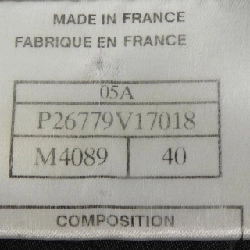 MADE IN FRANCE
FABRIQUE EN FRANCE
05A
P26779V17018
M4089 40
COMPOSITION